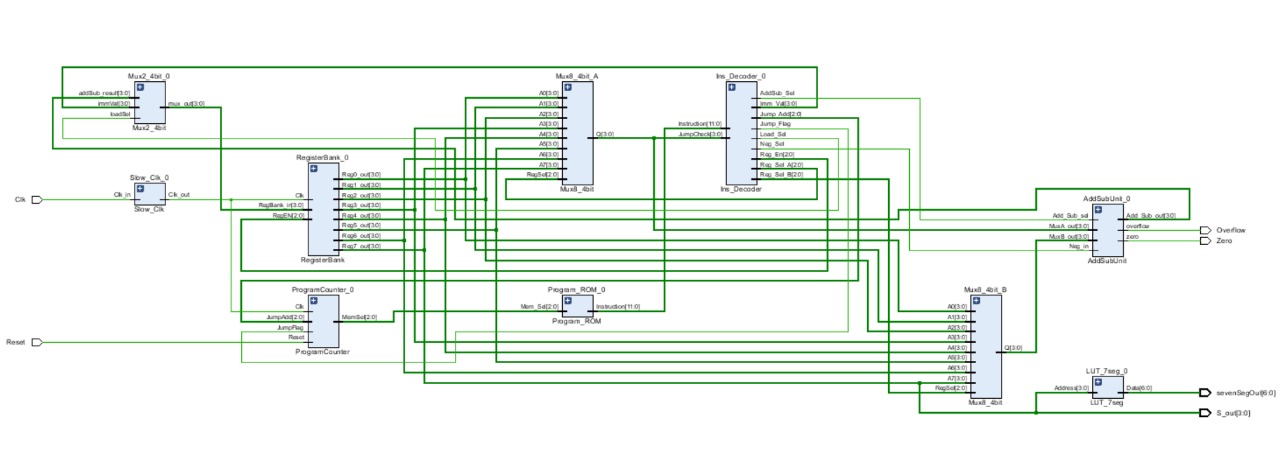 Mux2_4bit_0
addSub_result[3:0]
immVal[3:0]
loadSel
mux_out[3:0]
Mux2_4bit
Slow_Clk_0
Clk
Clk_in
Clk_out
Slow_Clk
RegisterBank_0
Clk
RegBank_in[3:0]
RegEN[2:0]
Reg0_out[3:0]
Reg1_out[3:0]
Reg2_out[3:0]
Reg3_out[3:0]
Reg4_out[3:0]
Reg5_out[3:0]
Reg6_out[3:0]
Reg7_out[3:0]
RegisterBank
ProgramCounter_0
Clk
JumpAdd[2:0]
JumpFlag
Reset
Reset
MemSel[2:0]
ProgramCounter
Mux8_4bit_A
A0[3:0]
A1[3:0]
A2[3:0]
A3[3:0]
A4[3:0]
A5[3:0]
A6[3:0]
A7[3:0]
RegSel[2:0]
Q[3:0]
Mux8_4bit
Program_ROM_0
Mem_Sel[2:0]
Instruction[11:0]
Program_ROM
Ins_Decoder_0
Instruction[11:0]
JumpCheck[3:0]
AddSub_Sel
Imm_Val[3:0]
Jump_Add[2:0]
Jump_Flag
Load_Sel
Neg_Sel
Reg_En[2:0]
Reg_Sel_A[2:0]
Reg_Sel_B[2:0]
Ins_Decoder
AddSubUnit_0
Add_Sub_sel
MuxA_out[3:0]
MuxB_out[3:0]
Neg_in
Add_Sub_out[3:0]
overflow
zero
AddSubUnit
Overflow
Zero
Mux8_4bit_B
A0[3:0]
A1[3:0]
A2[3:0]
A3[3:0]
A4[3:0]
A5[3:0]
A6[3:0]
A7[3:0]
RegSel[2:0]
Q[3:0]
Mux8_4bit
LUT_7seg_0
Address[3:0]
Data[6:0]
LUT_7seg
sevenSegOut[6:0]
S_out[3:0]